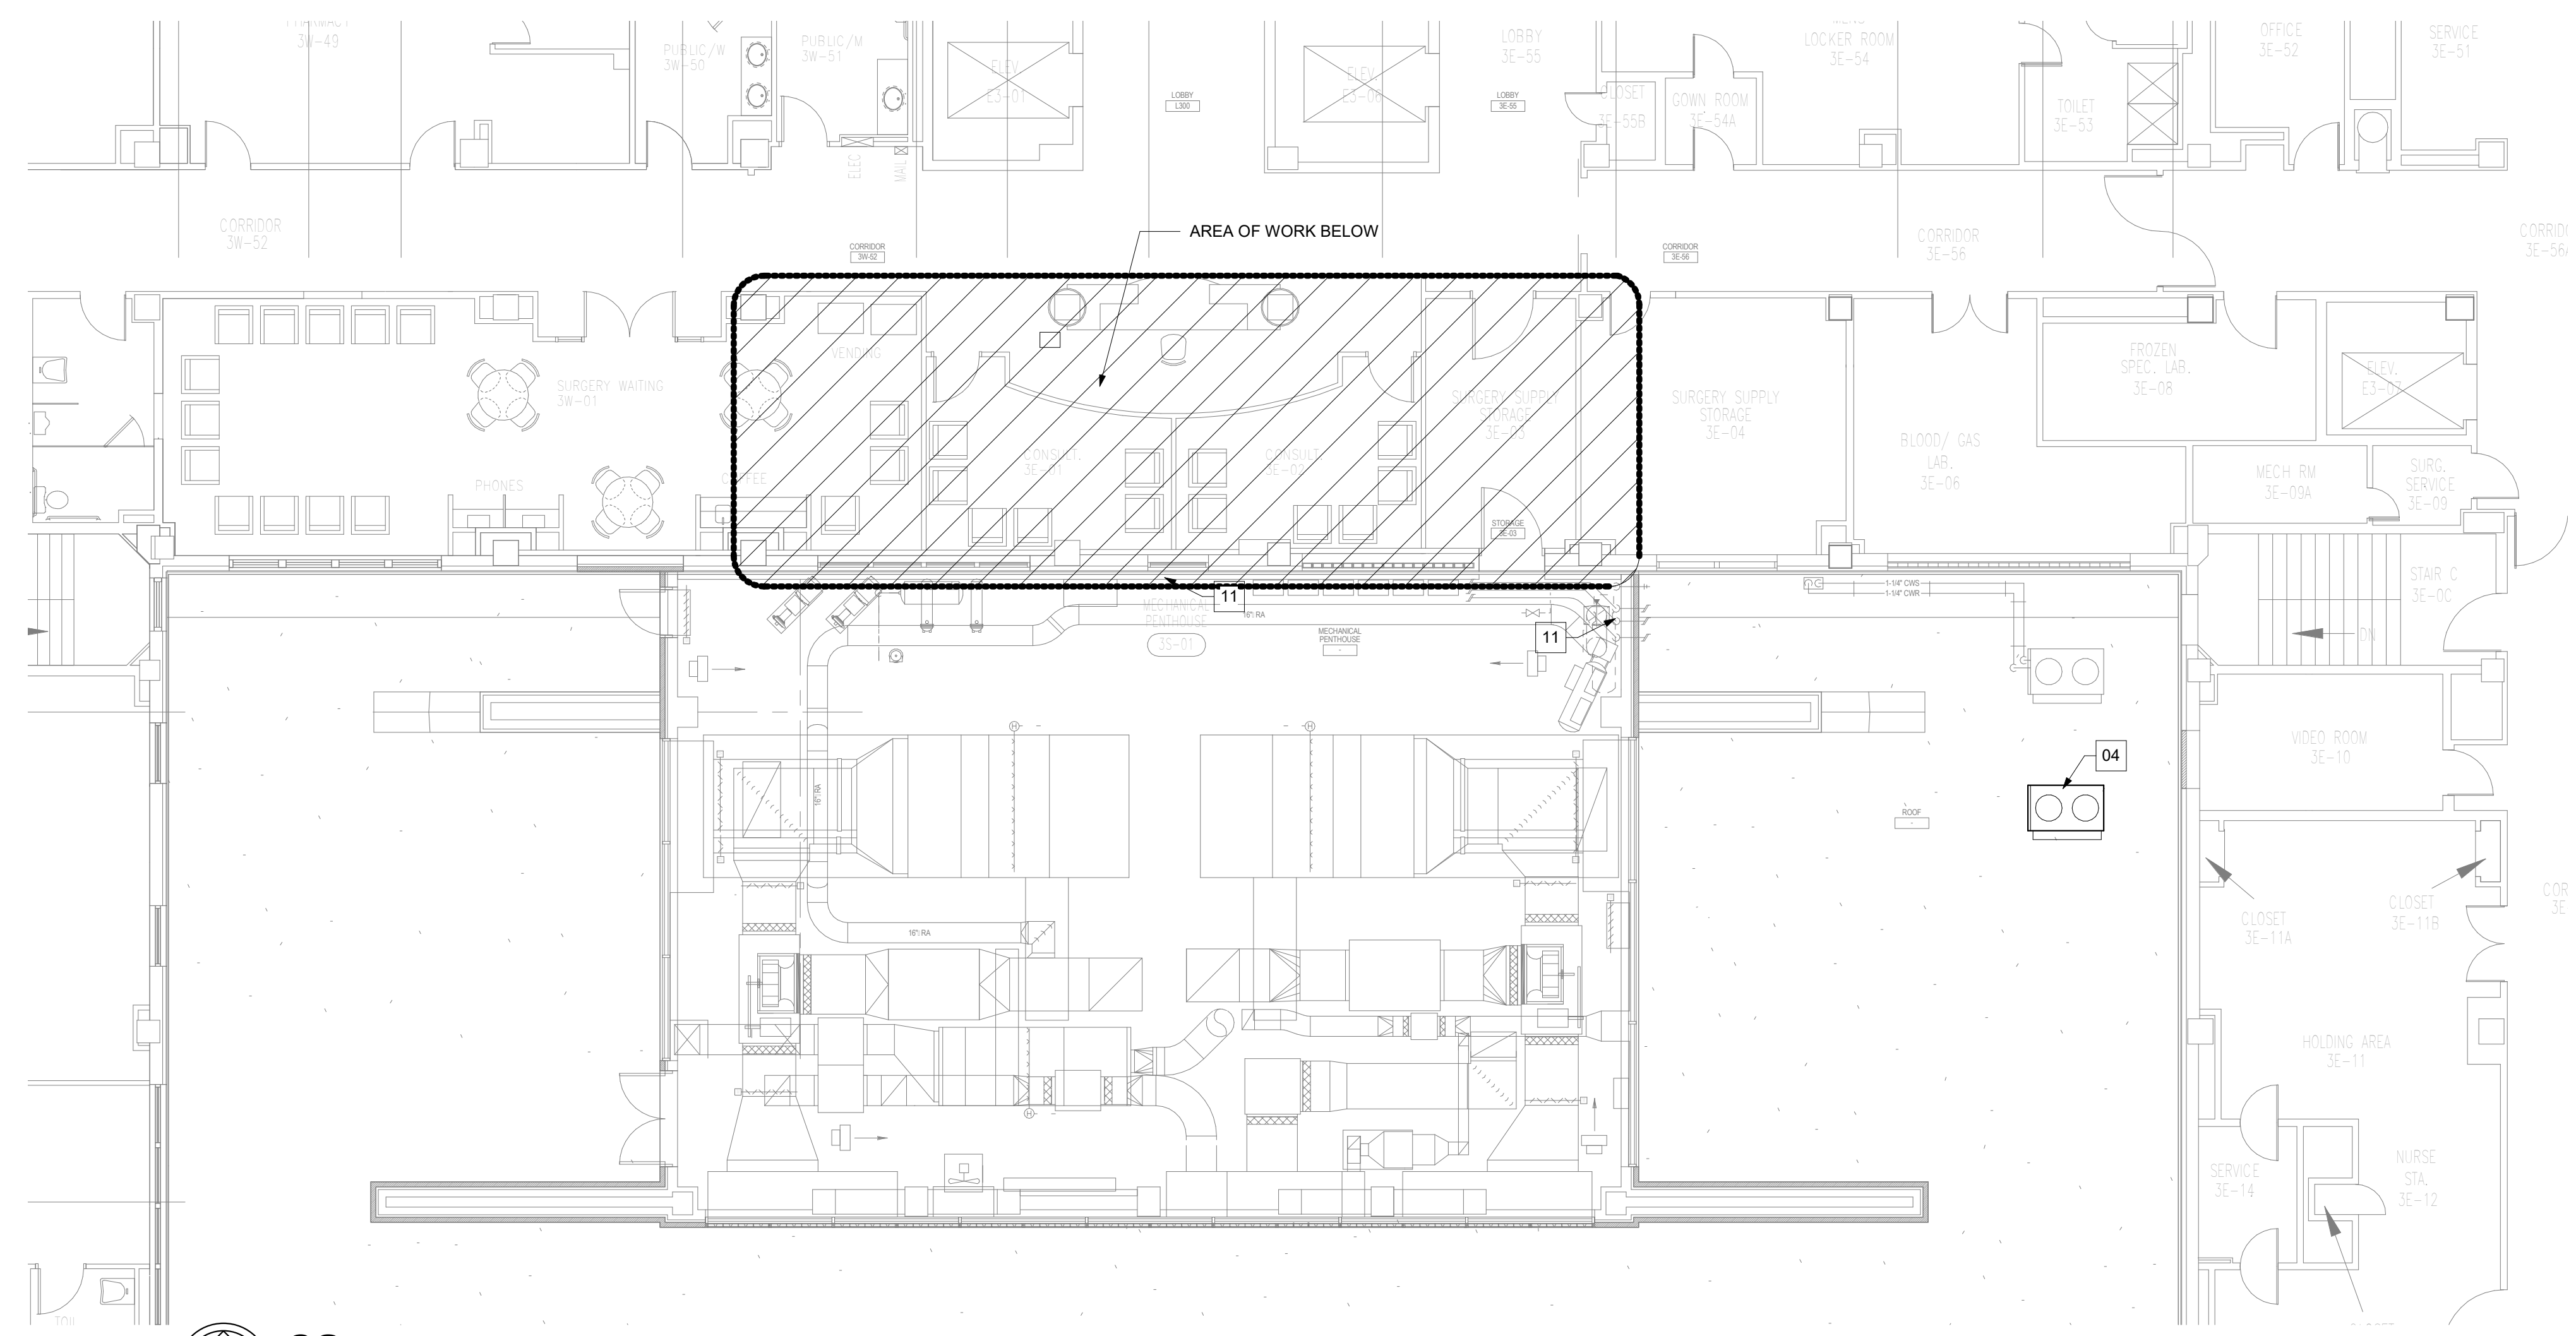 PHARMACY
3W-49
PUBLIC/W
3W-50
PUBLIC/M
3W-51
ELEV.
E3-01
ELEC
MAIL
LOBBY
L300
ELEV.
E3-06
LOBBY
3E-55
LOBBY
3E-55
CLOSET
3E-55B
GOWN ROOM
3E-54A
MENS
LOCKER ROOM
3E-54
TOILET
3E-53
OFFICE
3E-52
SERVICE
3E-51
CORRIDOR
3W-52
CORRIDOR
3W-52
AREA OF WORK BELOW
CORRIDOR
3E-56
CORRIDOR
3E-56
SURGERY WAITING
3W-01
VENDING
PHONES
COFFEE
CONSULT.
3E-01
CONSULT.
3E-02
SURGERY SUPPLY
STORAGE
3E-03
STORAGE
3E-03
SURGERY SUPPLY
STORAGE
3E-04
BLOOD/ GAS
LAB.
3E-06
FROZEN
SPEC. LAB.
3E-08
ELEV.
E3-07
MECH RM
3E-09A
SURG.
SERVICE
3E-09
STAIR C
3E-0C
DN
1-1/4" CWS
1-1/4" CWR
11
MECHANICAL
PENTHOUSE
3S-01
16"| RA
MECHANICAL
PENTHOUSE
-
11
16"| RA
16"| RA
H
H
H
04
ROOF
-
VIDEO ROOM
3E-10
CLOSET
3E-11A
CLOSET
3E-11B
HOLDING AREA
3E-11
SERVICE
3E-14
NURSE
STA.
3E-12